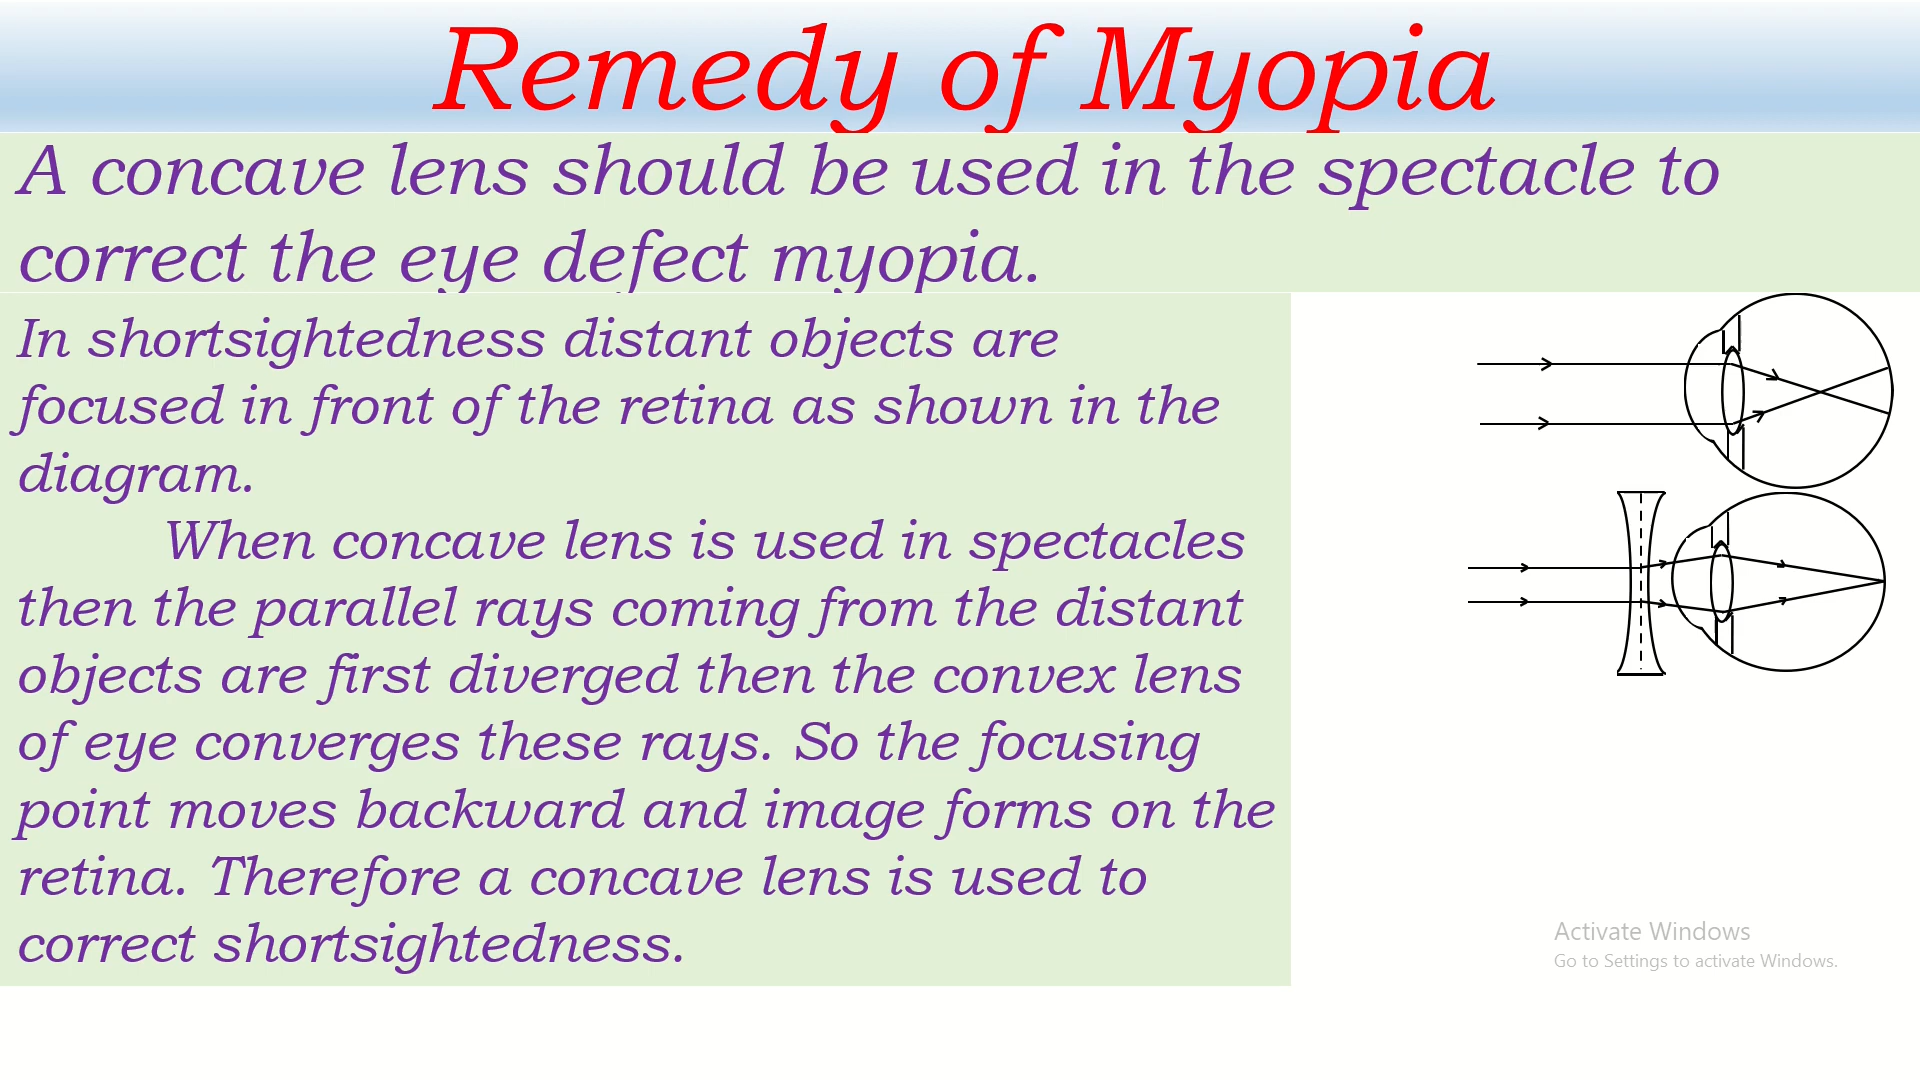 Remedy of Myopia
A concave lens should be used in the spectacle to
correct the eye defect myopia.
In shortsightedness distant objects are
focused in front of the retina as shown in the
diagram.
When concave lens is used in spectacles
then the parallel rays coming from the distant
objects are first diverged then the convex lens
of eye converges these rays. So the focusing
point moves backward and image forms on the
retina. Therefore a concave lens is used to
correct shortsightedness.
Activate Windows
Go to Settings to activate Windows.